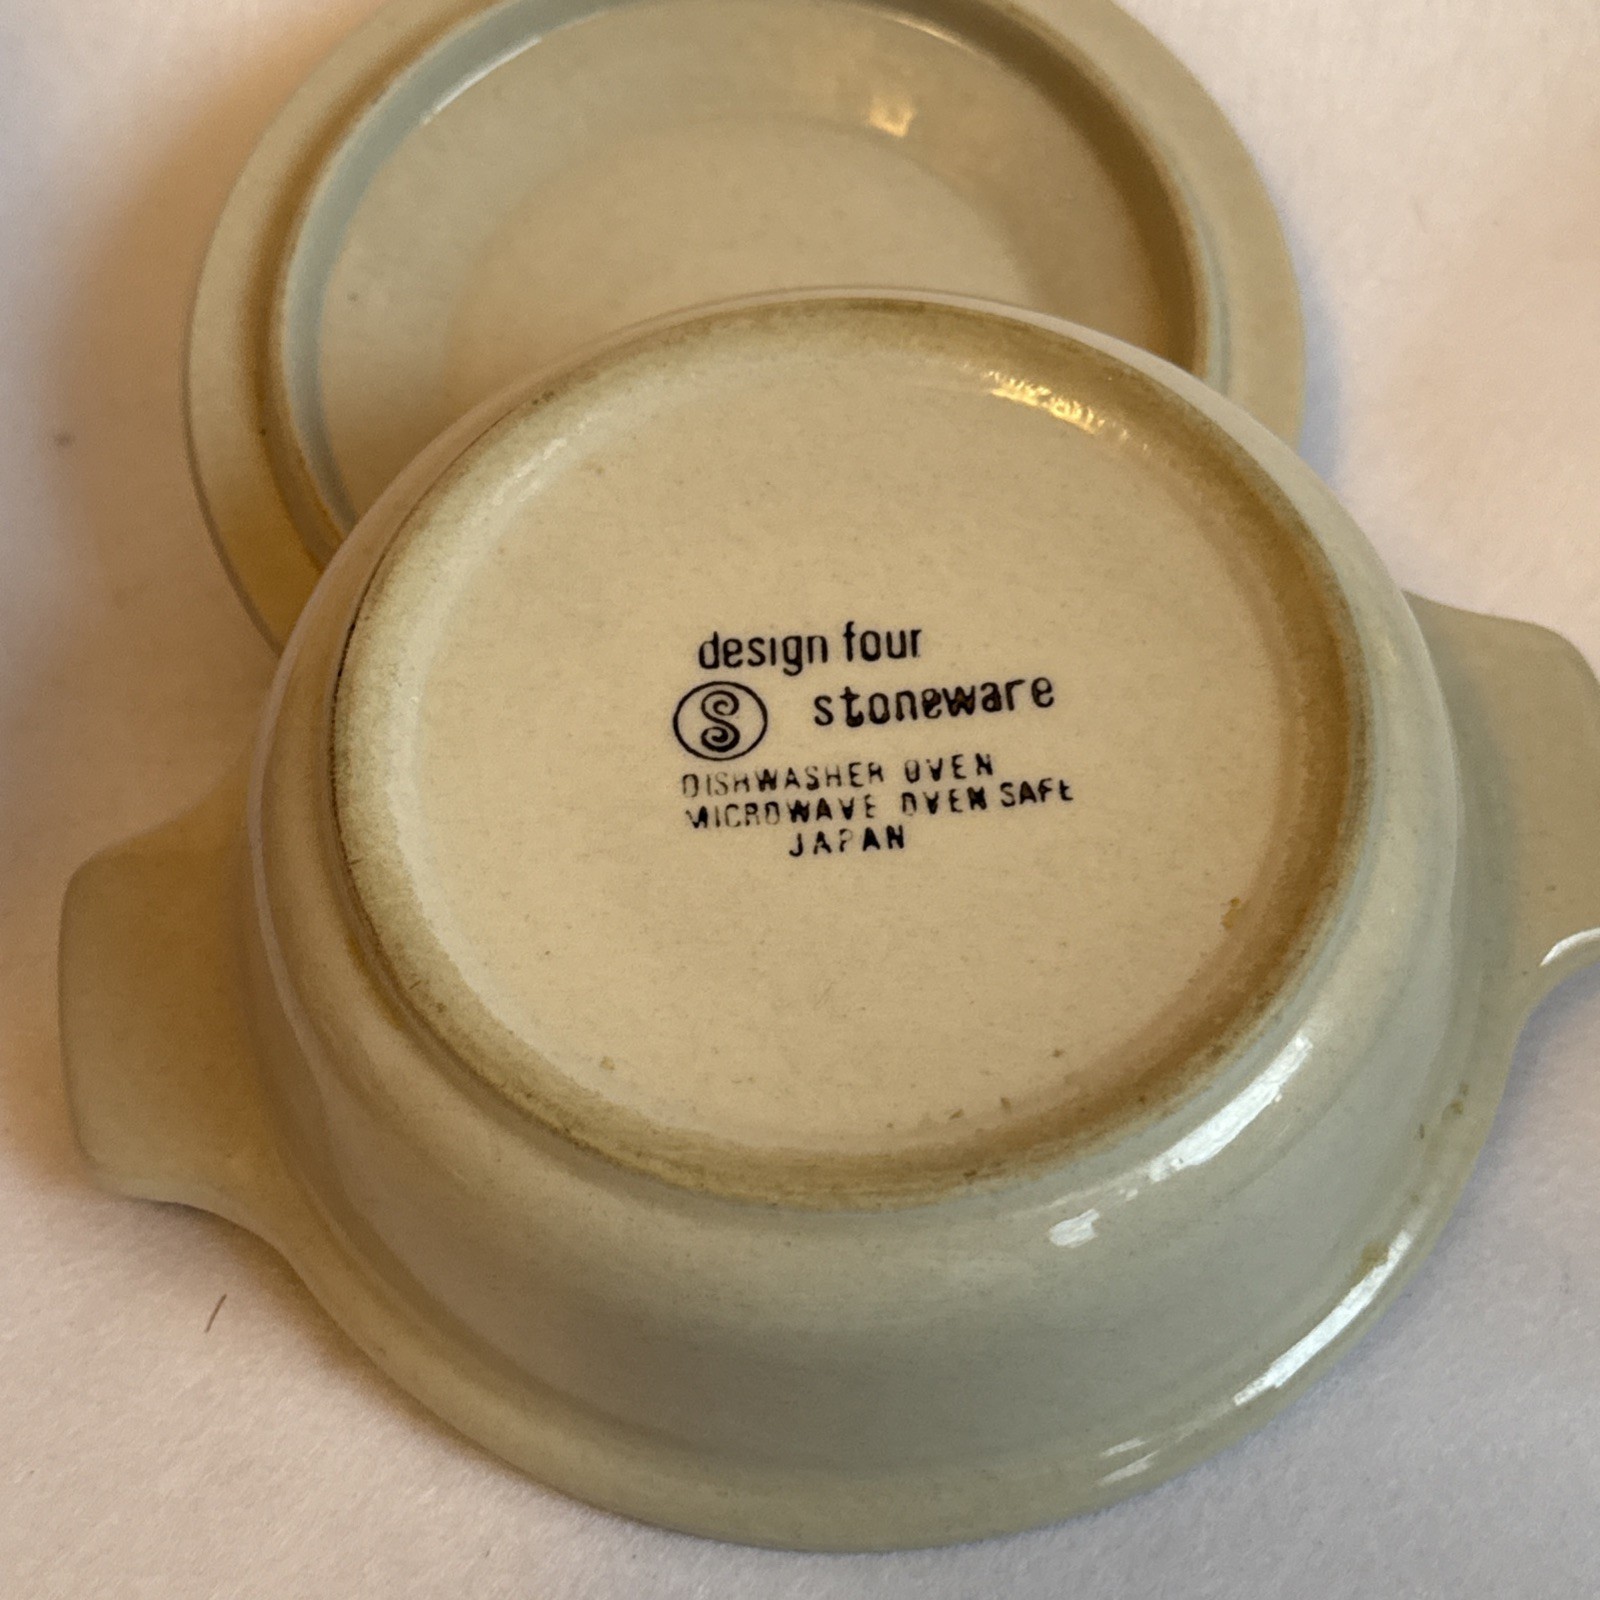 design four
S stoneware
DISHWASHER OVEN
MICROWAVE OVEN SAFE
JAPAN